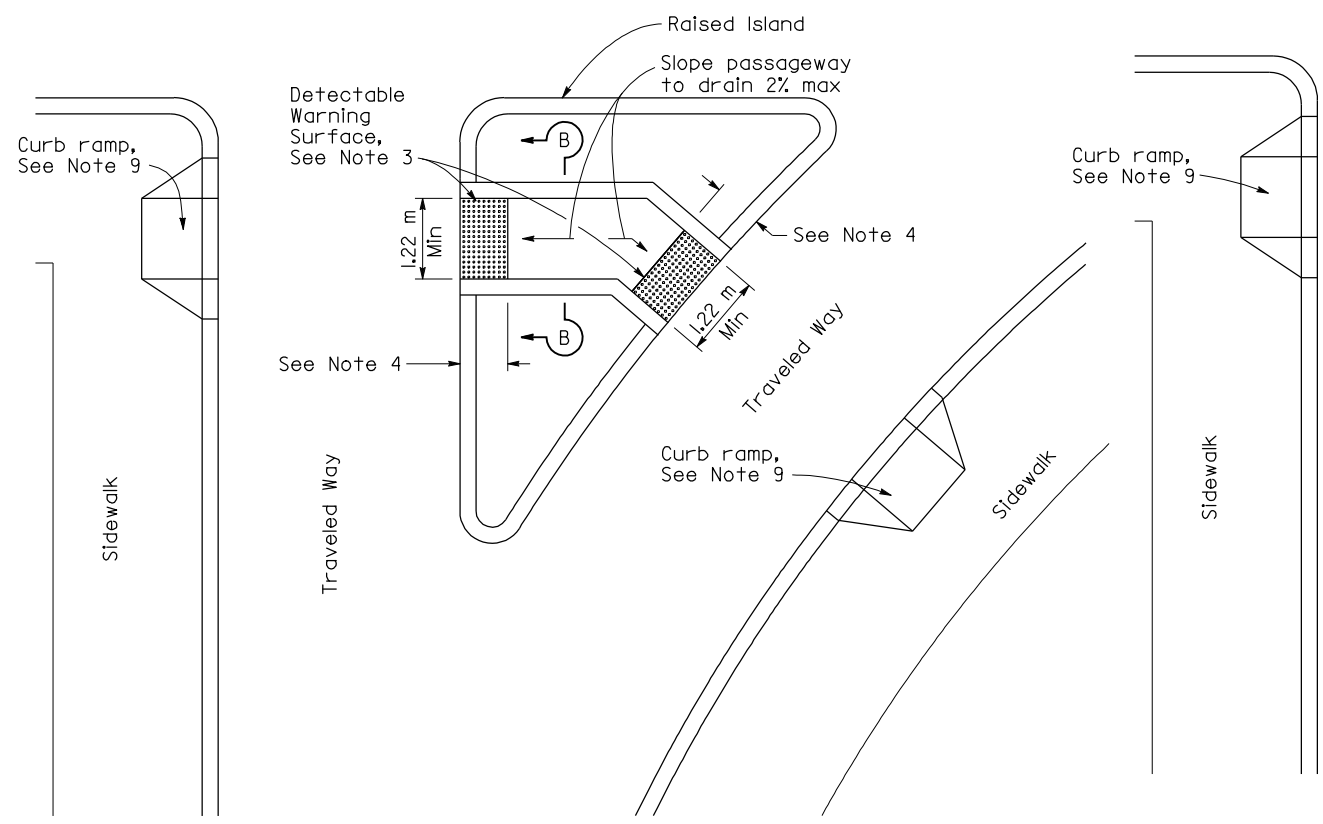 Raised Island
Slope passageway
to drain 2% max
Detectable
Warning
Surface,
See Note 3
Curb ramp,
See Note 9
B
Curb ramp,
See Note 9
1.22 m
Min
See Note 4
1.22 m
Min
B
See Note 4
Traveled Way
Curb ramp,
See Note 9
Sidewalk
Traveled Way
Sidewalk
Sidewalk